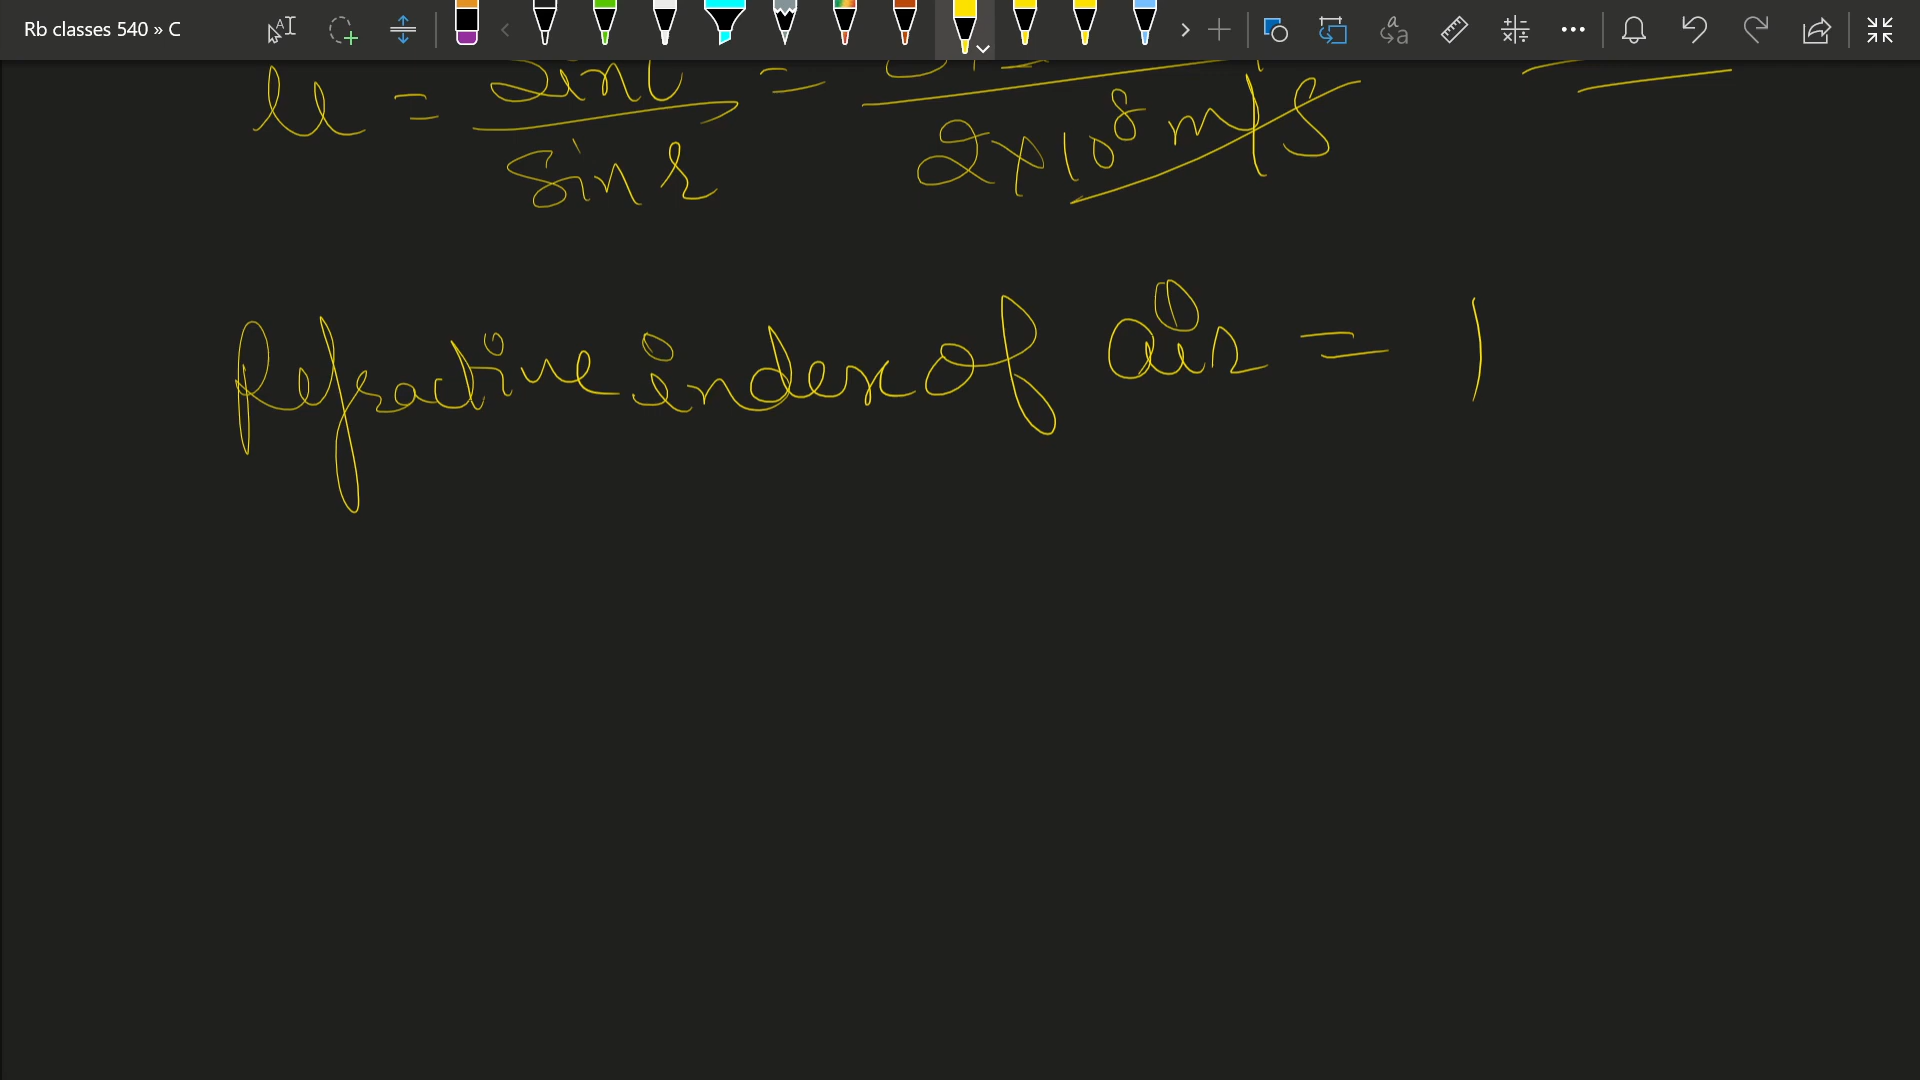 Rb classes 540 » C
μ = Sin i =
Sin r 2×10⁸ m/s
Refractive index of air = 1